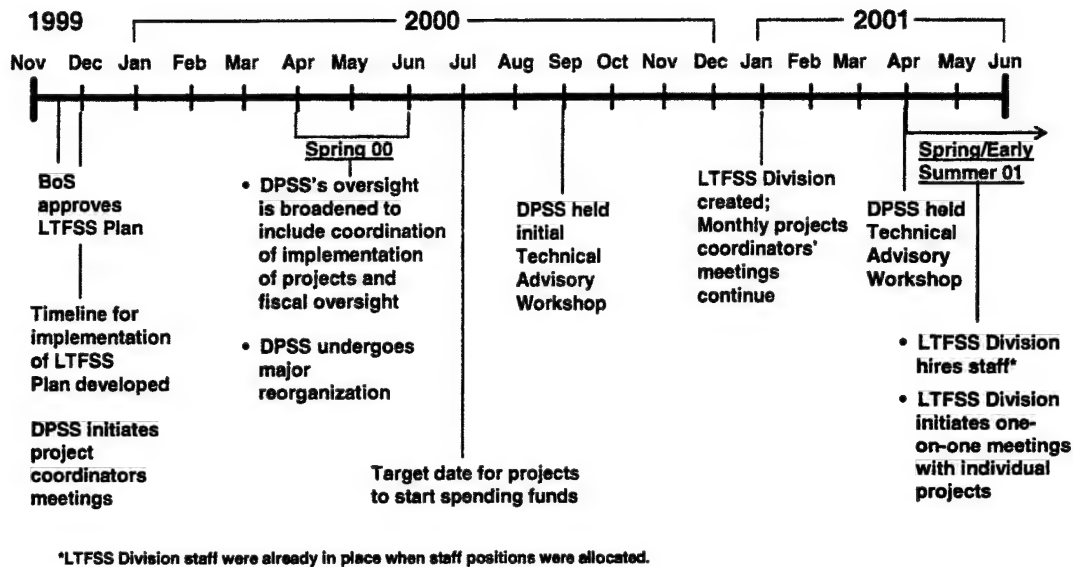 1999
2000
2001
Nov Dec Jan Feb Mar Apr May Jun Jul Aug Sep Oct Nov Dec Jan Feb Mar Apr May Jun
BoS
approves
LTFSS Plan
Timeline for
implementation
of LTFSS
Plan developed
DPSS initiates
project
coordinators
meetings
Spring 00
• DPSS's oversight
is broadened to
include coordination
of implementation
of projects and
fiscal oversight
• DPSS undergoes
major
reorganization
Target date for projects
to start spending funds
DPSS held
initial
Technical
Advisory
Workshop
LTFSS Division
created;
Monthly projects
coordinators'
meetings
continue
DPSS held
Technical
Advisory
Workshop
Spring/Early
Summer 01
• LTFSS Division
hires staff*
• LTFSS Division
initiates one-
on-one meetings
with individual
projects
*LTFSS Division staff were already in place when staff positions were allocated.